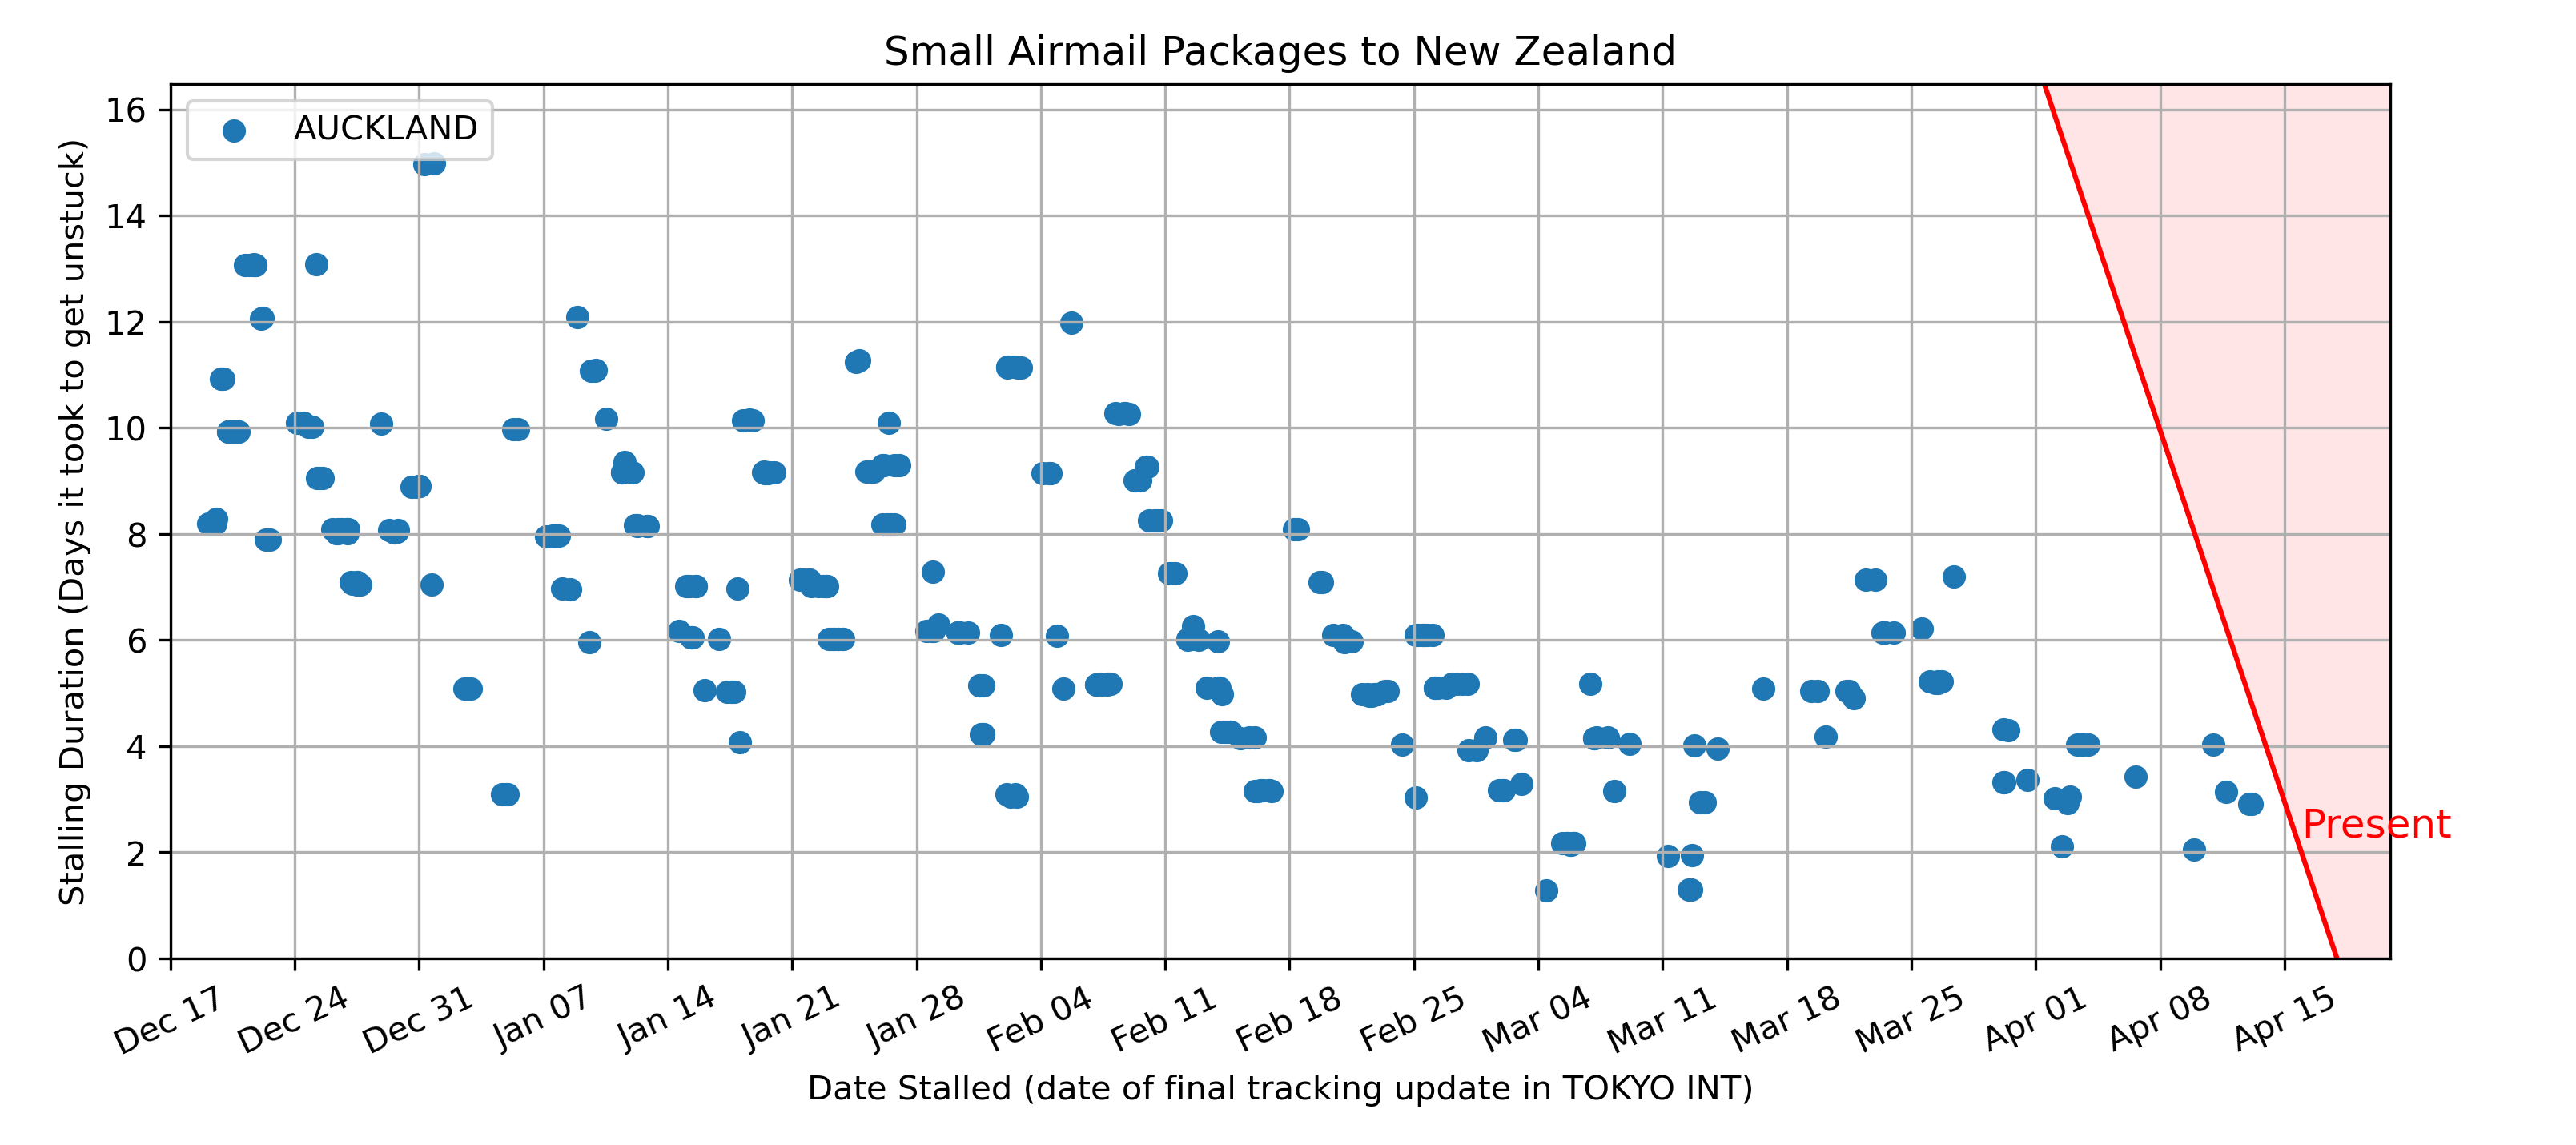 Small Airmail Packages to New Zealand
AUCKLAND
Stalling Duration (Days it took to get unstuck)
16
14
12
10
8
6
4
2
0
Present
Dec 17
Dec 24
Dec 31
Jan 07
Jan 14
Jan 21
Jan 28
Feb 04
Feb 11
Feb 18
Feb 25
Mar 04
Mar 11
Mar 18
Mar 25
Apr 01
Apr 08
Apr 15
Date Stalled (date of final tracking update in TOKYO INT)